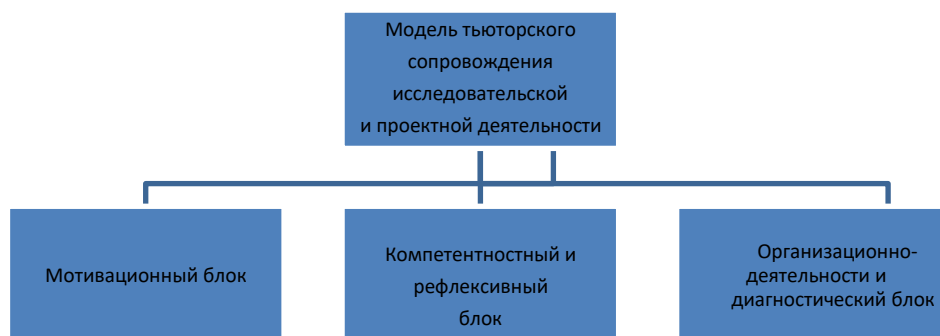 Модель тьюторского
сопровождения
исследовательской
и проектной деятельности
Мотивационный блок
Компетентностный и
рефлексивный
блок
Организационно-
деятельности и
диагностический блок